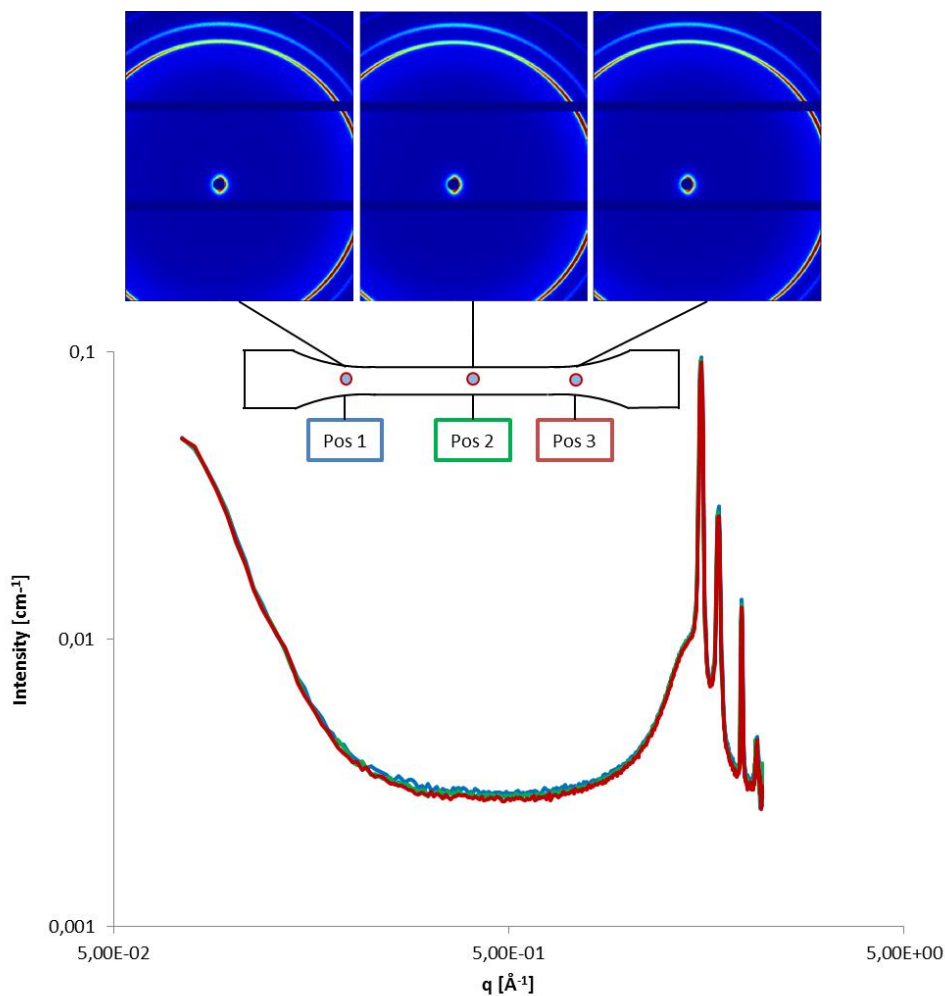 0,1
Pos 1
Pos 2
Pos 3
0,01
Intensity [cm⁻¹]
0,001
5,00E-02
5,00E-01
5,00E+00
q [Å⁻¹]